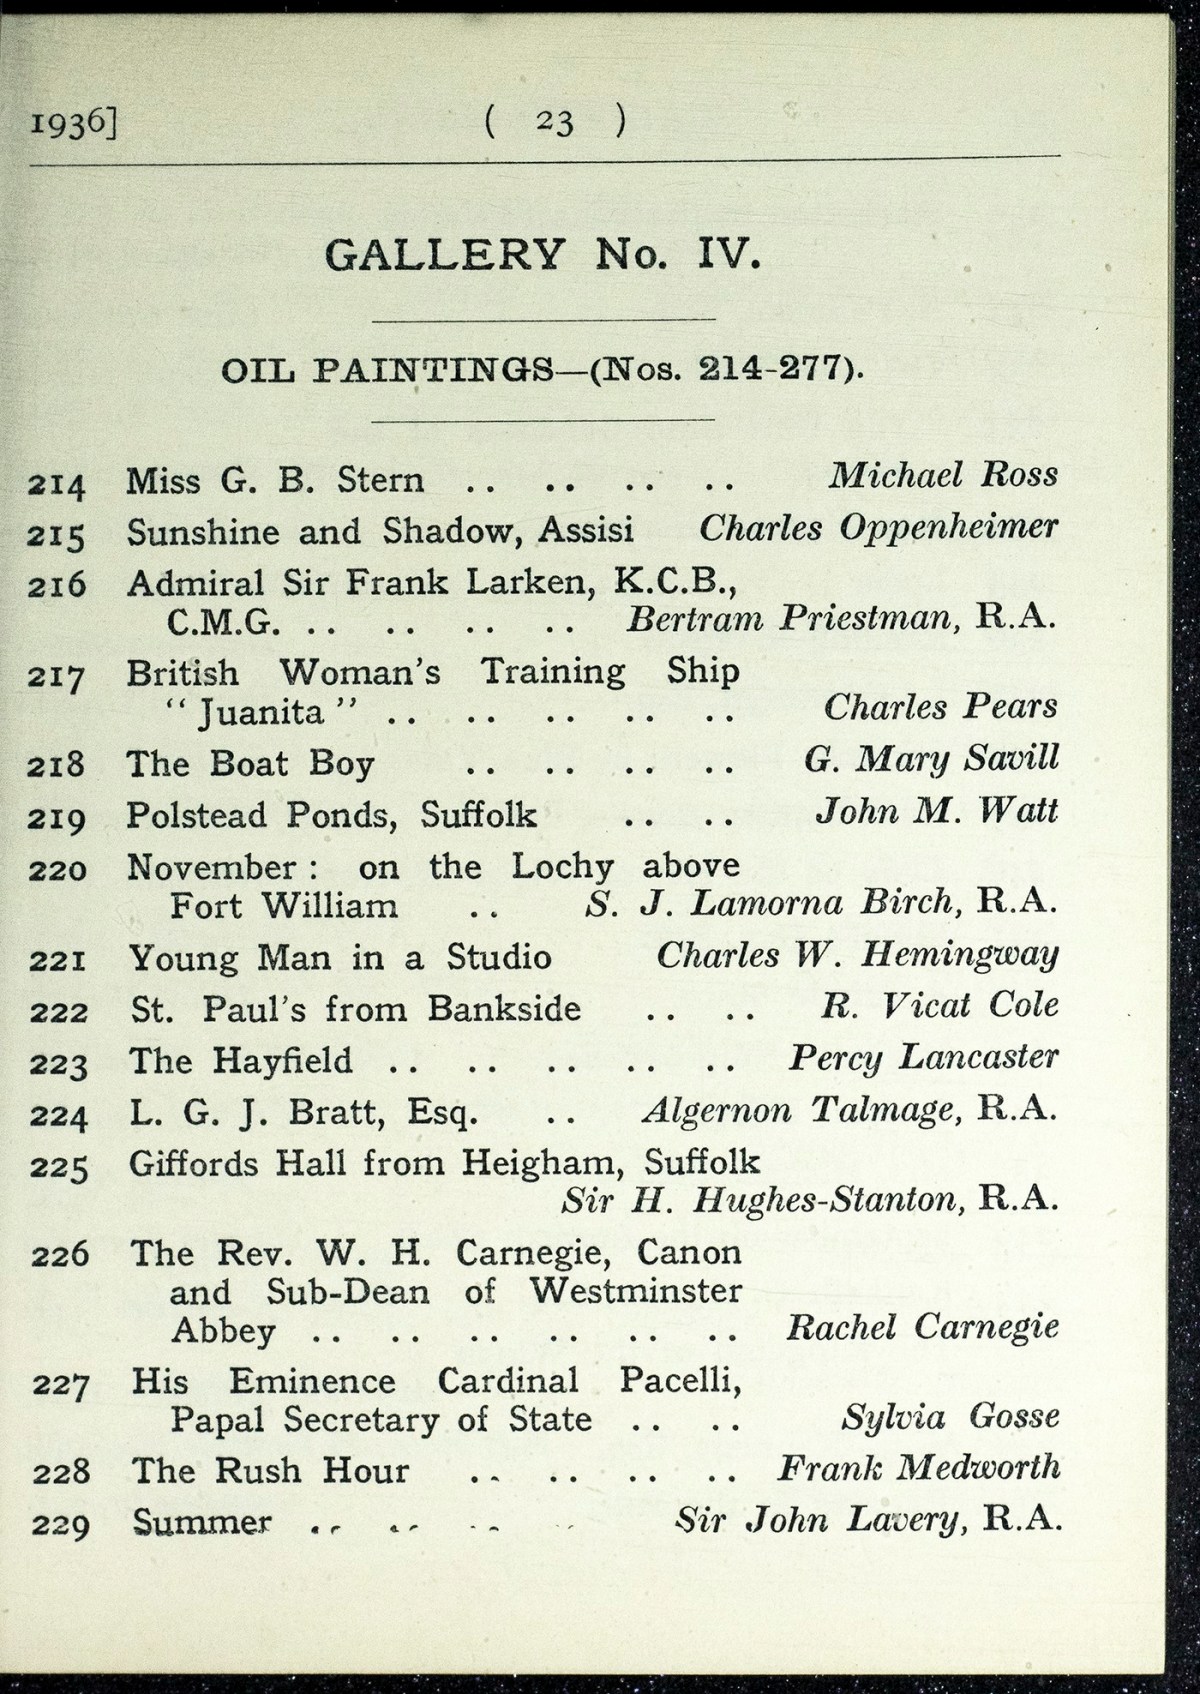 1936] ( 23 )
GALLERY No. IV.
OIL PAINTINGS—(Nos. 214-277).
214 Miss G. B. Stern .. .. .. .. Michael Ross
215 Sunshine and Shadow, Assisi Charles Oppenheimer
216 Admiral Sir Frank Larken, K.C.B.,
C.M.G. .. .. .. .. Bertram Priestman, R.A.
217 British Woman's Training Ship
"Juanita" .. .. .. .. .. Charles Pears
218 The Boat Boy .. .. .. .. G. Mary Savill
219 Polstead Ponds, Suffolk .. .. John M. Watt
220 November: on the Lochy above
Fort William .. S. J. Lamorna Birch, R.A.
221 Young Man in a Studio Charles W. Hemingway
222 St. Paul's from Bankside .. .. R. Vicat Cole
223 The Hayfield .. .. .. .. .. Percy Lancaster
224 L. G. J. Bratt, Esq. .. Algernon Talmage, R.A.
225 Giffords Hall from Heigham, Suffolk
Sir H. Hughes-Stanton, R.A.
226 The Rev. W. H. Carnegie, Canon
and Sub-Dean of Westminster
Abbey .. .. .. .. .. .. Rachel Carnegie
227 His Eminence Cardinal Pacelli,
Papal Secretary of State .. .. Sylvia Gosse
228 The Rush Hour .. .. .. .. Frank Medworth
229 Summer .. .. .. .. Sir John Lavery, R.A.